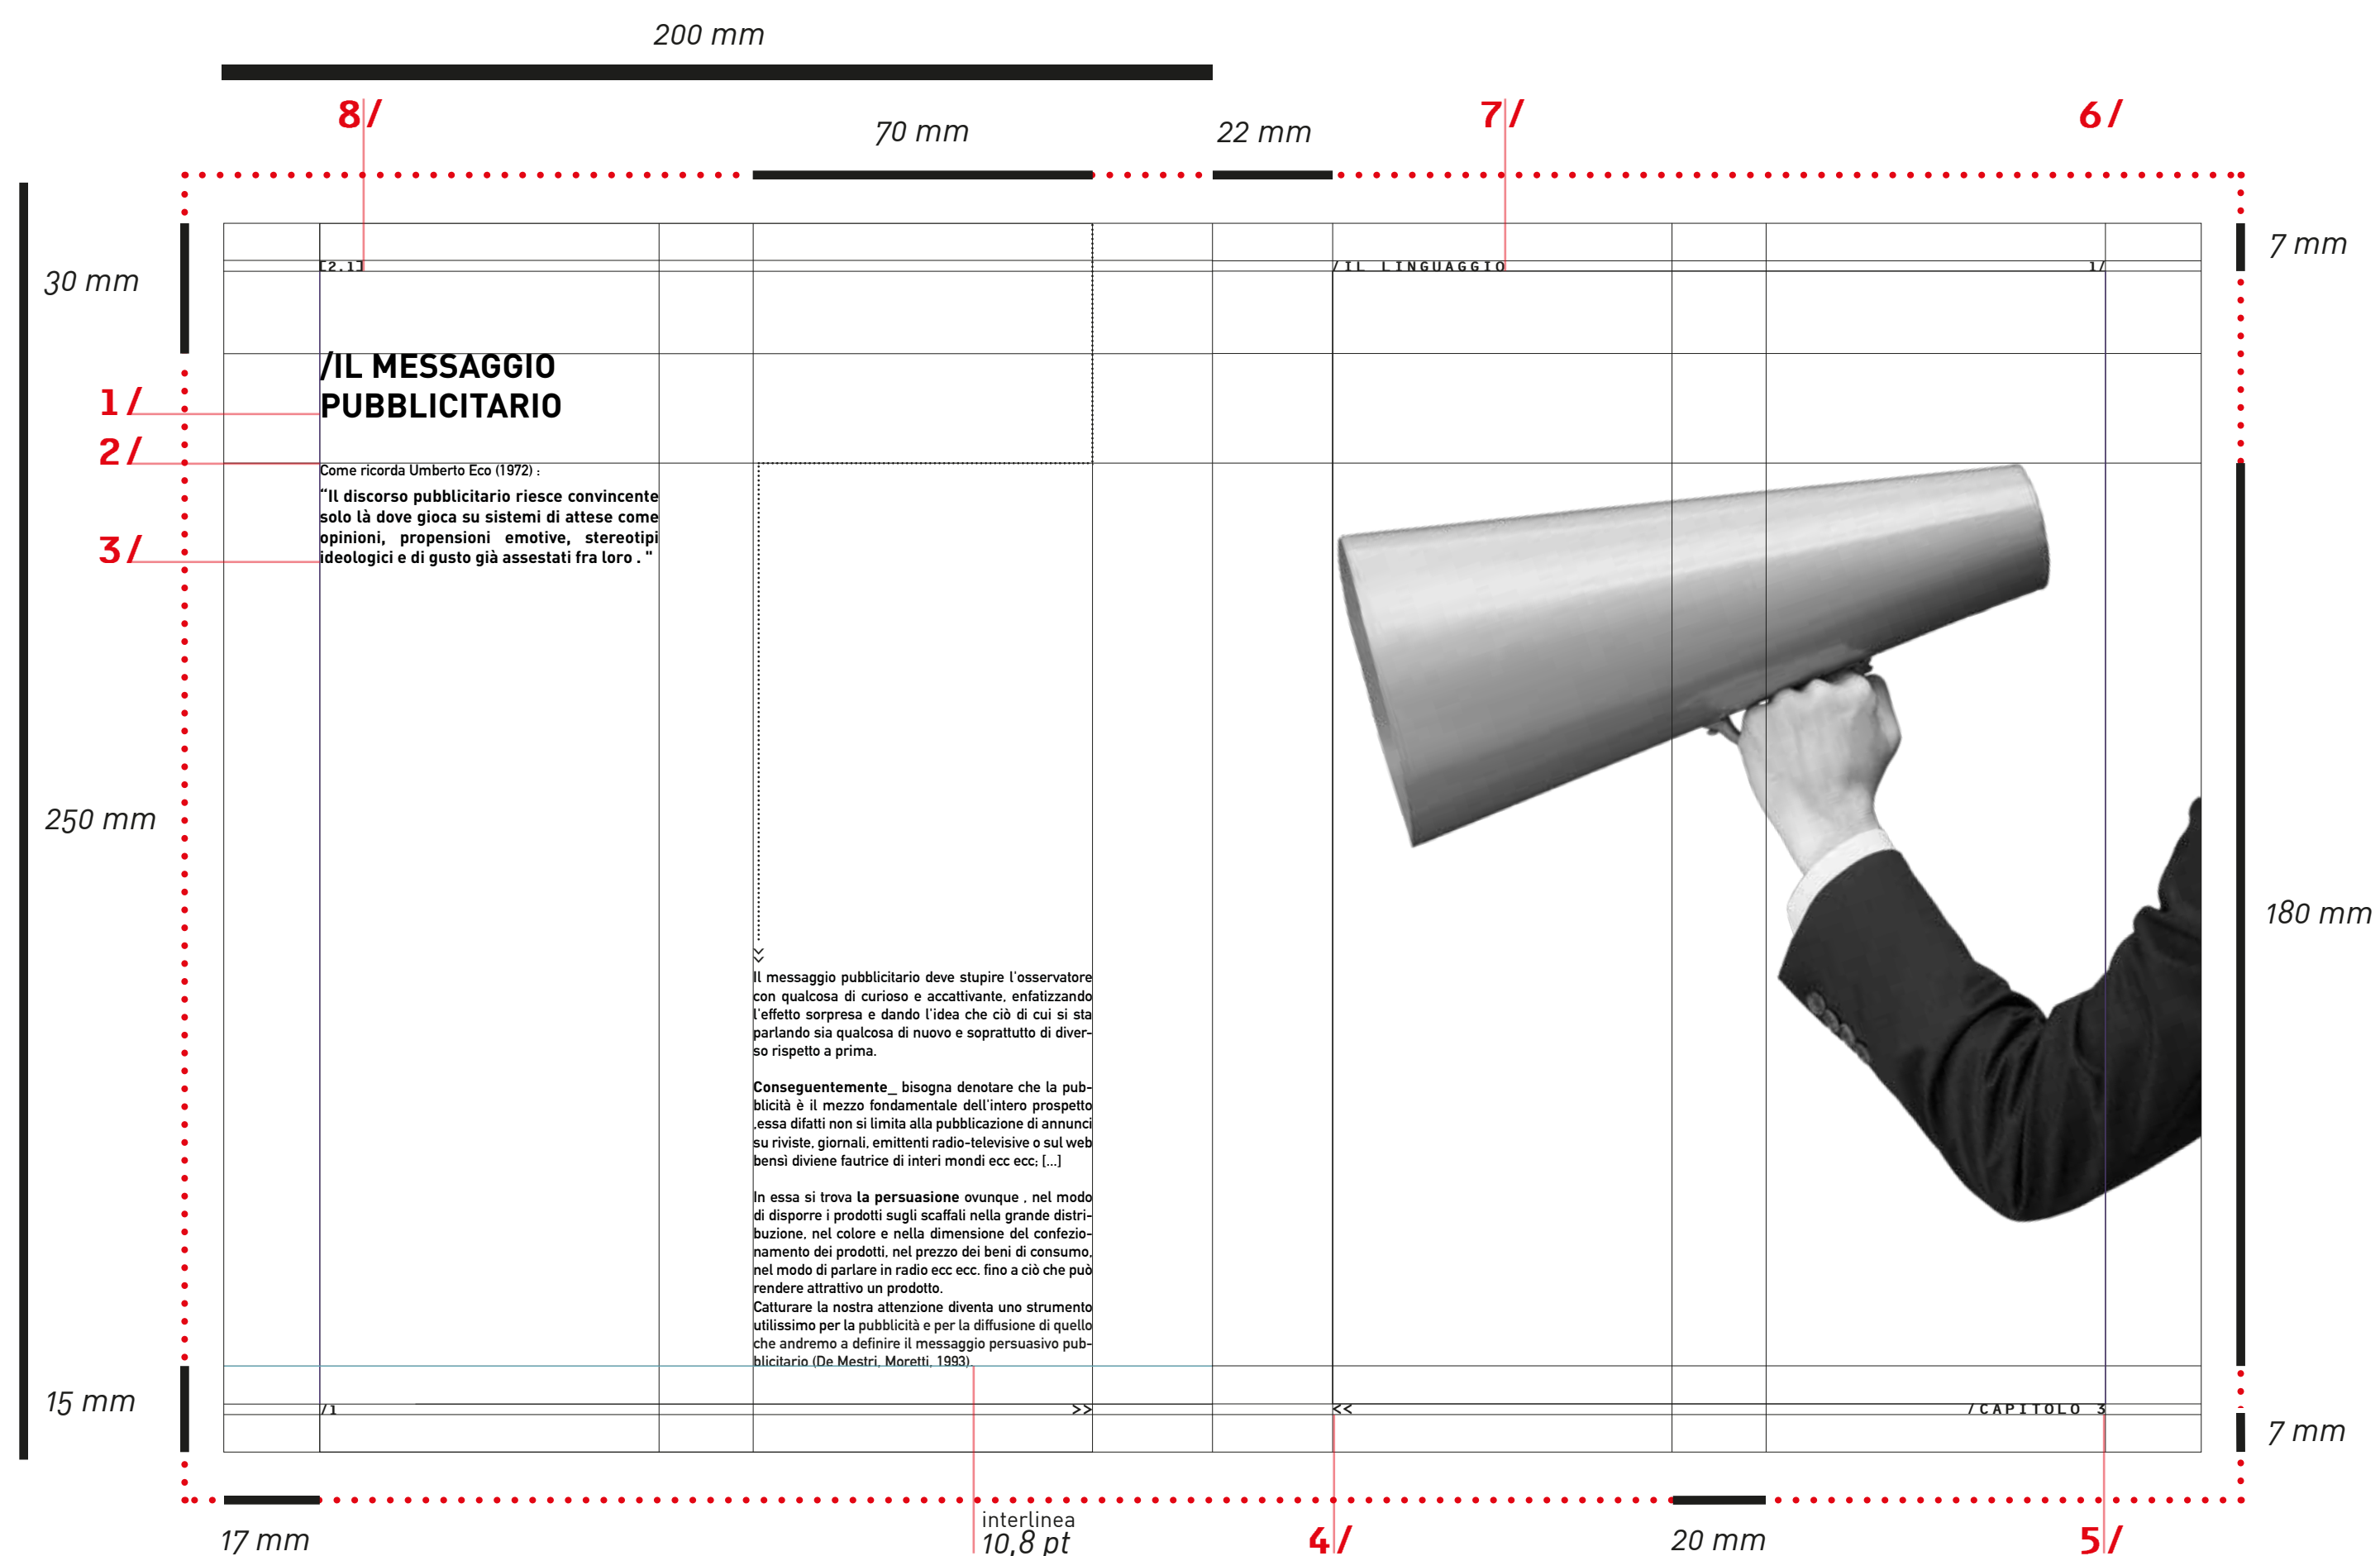 200 mm
8/
70 mm
22 mm
7/
6/
30 mm
7 mm
[2.1]
/IL LINGUAGGIO
1/
/IL MESSAGGIO
PUBBLICITARIO
1/
2/
Come ricorda Umberto Eco (1972) :
“Il discorso pubblicitario riesce convincente
solo là dove gioca su sistemi di attese come
opinioni, propensioni emotive, stereotipi
ideologici e di gusto già assestati fra loro . "
3/
250 mm
180 mm
Il messaggio pubblicitario deve stupire l'osservatore
con qualcosa di curioso e accattivante, enfatizzando
l'effetto sorpresa e dando l'idea che ciò di cui si sta
parlando sia qualcosa di nuovo e soprattutto di diver-
so rispetto a prima.
Conseguentemente_ bisogna denotare che la pub-
blicità è il mezzo fondamentale dell'intero prospetto
,essa difatti non si limita alla pubblicazione di annunci
su riviste, giornali, emittenti radio-televisive o sul web
bensì diviene fautrice di interi mondi ecc ecc; [...]
In essa si trova la persuasione ovunque , nel modo
di disporre i prodotti sugli scaffali nella grande distri-
buzione, nel colore e nella dimensione del confezio-
namento dei prodotti, nel prezzo dei beni di consumo,
nel modo di parlare in radio ecc ecc. fino a ciò che può
rendere attrattivo un prodotto.
Catturare la nostra attenzione diventa uno strumento
utilissimo per la pubblicità e per la diffusione di quello
che andremo a definire il messaggio persuasivo pub-
blicitario (De Mestri, Moretti, 1993)
15 mm
/1
>>
<<
/CAPITOLO 3
7 mm
17 mm
interlinea
10,8 pt
4/
20 mm
5/